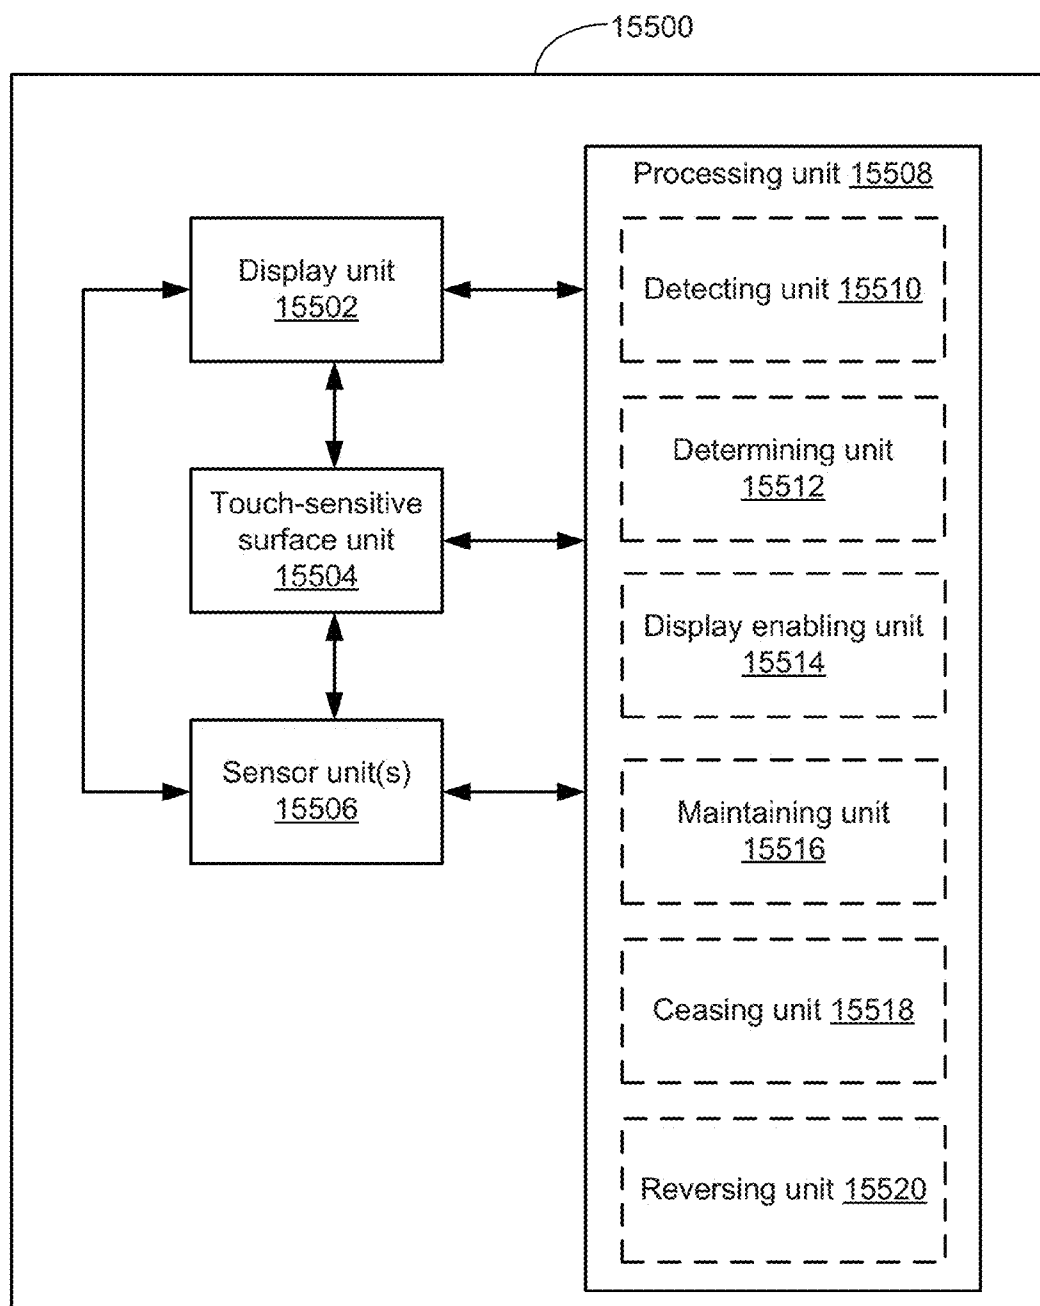 15500
Processing unit 15508
Display unit
15502
Detecting unit 15510
Determining unit
15512
Touch-sensitive
surface unit
15504
Display enabling unit
15514
Sensor unit(s)
15506
Maintaining unit
15516
Ceasing unit 15518
Reversing unit 15520